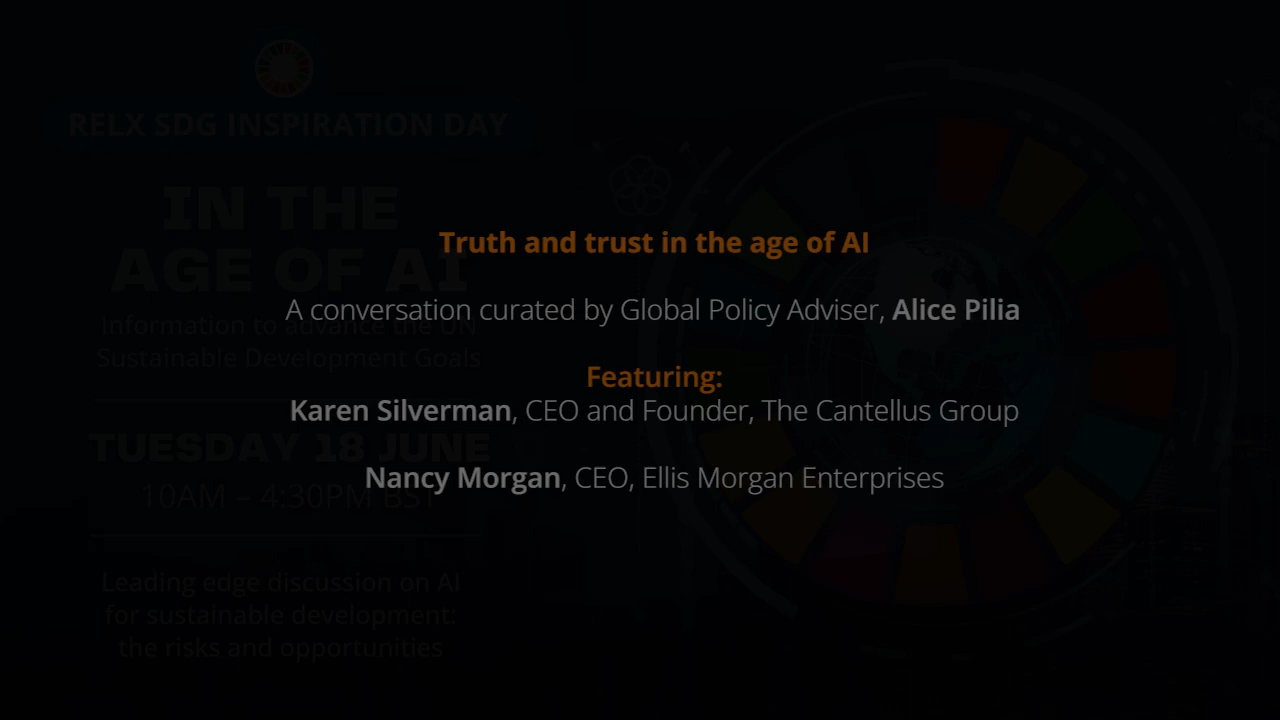 RELX SDG INSPIRATION DAY
IN THE
AGE OF AI
Information to advance the UN
Sustainable Development Goals
TUESDAY 18 JUNE
10AM – 4:30PM BST
Leading edge discussion on AI
for sustainable development:
the risks and opportunities
Truth and trust in the age of AI
A conversation curated by Global Policy Adviser, Alice Pilia
Featuring:
Karen Silverman, CEO and Founder, The Cantellus Group
Nancy Morgan, CEO, Ellis Morgan Enterprises